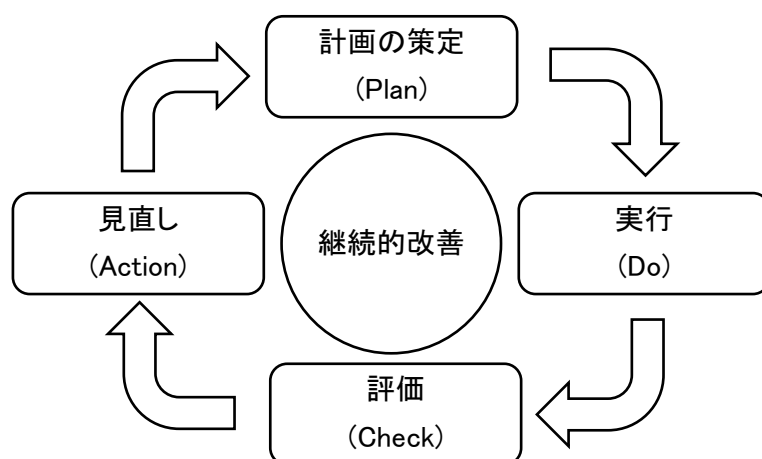 計画の策定
(Plan)
見直し
(Action)
継続的改善
実行
(Do)
評価
(Check)